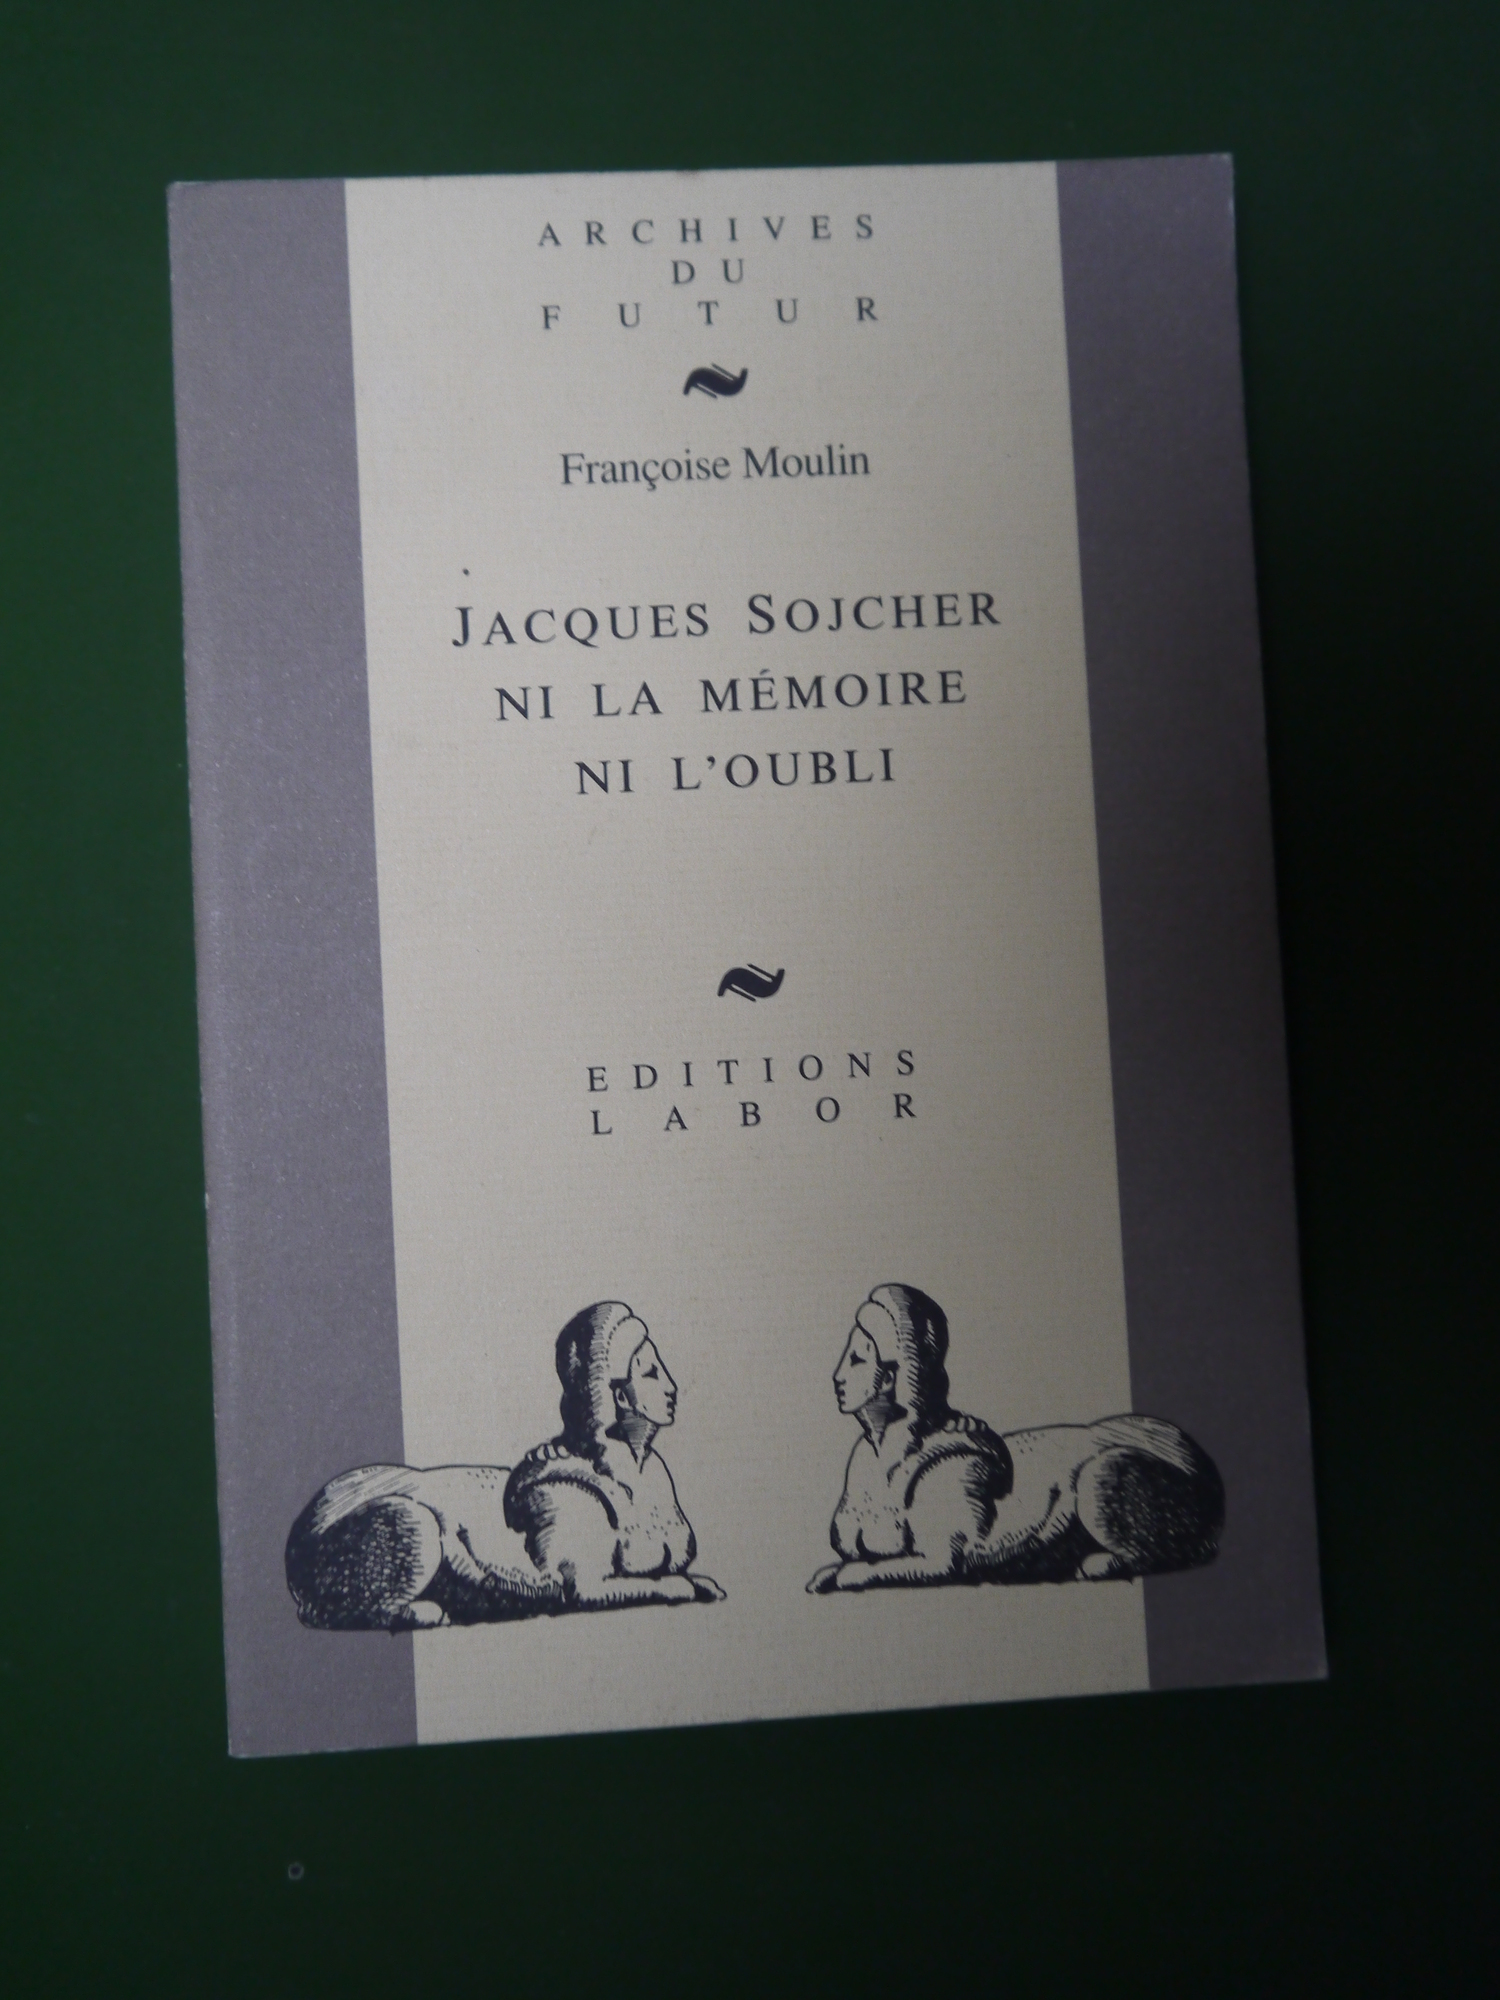 ARCHIVES
DU
FUTUR
Françoise Moulin
JACQUES SOJCHER
NI LA MÉMOIRE
NI L'OUBLI
EDITIONS
LABOR